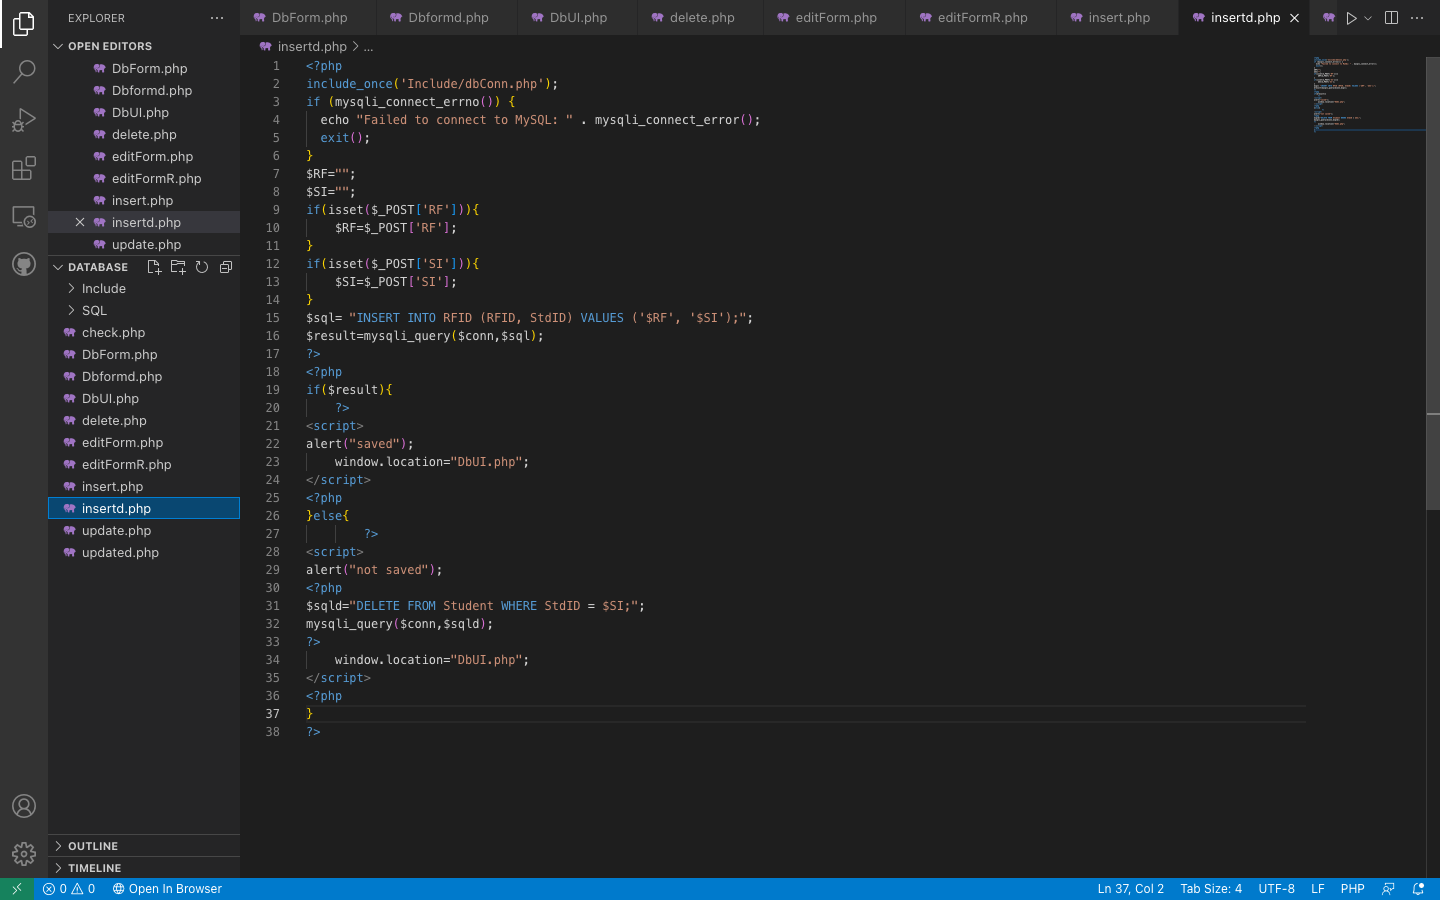 EXPLORER
OPEN EDITORS
DbForm.php
Dbformd.php
DbUI.php
delete.php
editForm.php
editFormR.php
insert.php
insertd.php
update.php
DATABASE
Include
SQL
check.php
DbForm.php
Dbformd.php
DbUI.php
delete.php
editForm.php
editFormR.php
insert.php
insertd.php
update.php
updated.php
OUTLINE
TIMELINE
DbForm.php Dbformd.php DbUI.php delete.php editForm.php editFormR.php insert.php insertd.php
insertd.php > ...
1 <?php
2 include_once('Include/dbConn.php');
3 if (mysqli_connect_errno()) {
4 echo "Failed to connect to MySQL: " . mysqli_connect_error();
5 exit();
6 }
7 $RF="";
8 $SI="";
9 if(isset($_POST['RF'])){
10 $RF=$_POST['RF'];
11 }
12 if(isset($_POST['SI'])){
13 $SI=$_POST['SI'];
14 }
15 $sql= "INSERT INTO RFID (RFID, StdID) VALUES ('$RF', '$SI');";
16 $result=mysqli_query($conn,$sql);
17 ?>
18 <?php
19 if($result){
20 ?>
21 <script>
22 alert("saved");
23 window.location="DbUI.php";
24 </script>
25 <?php
26 }else{
27 ?>
28 <script>
29 alert("not saved");
30 <?php
31 $sqld="DELETE FROM Student WHERE StdID = $SI;";
32 mysqli_query($conn,$sqld);
33 ?>
34 window.location="DbUI.php";
35 </script>
36 <?php
37 }
38 ?>
0 0 Open In Browser Ln 37, Col 2 Tab Size: 4 UTF-8 LF PHP